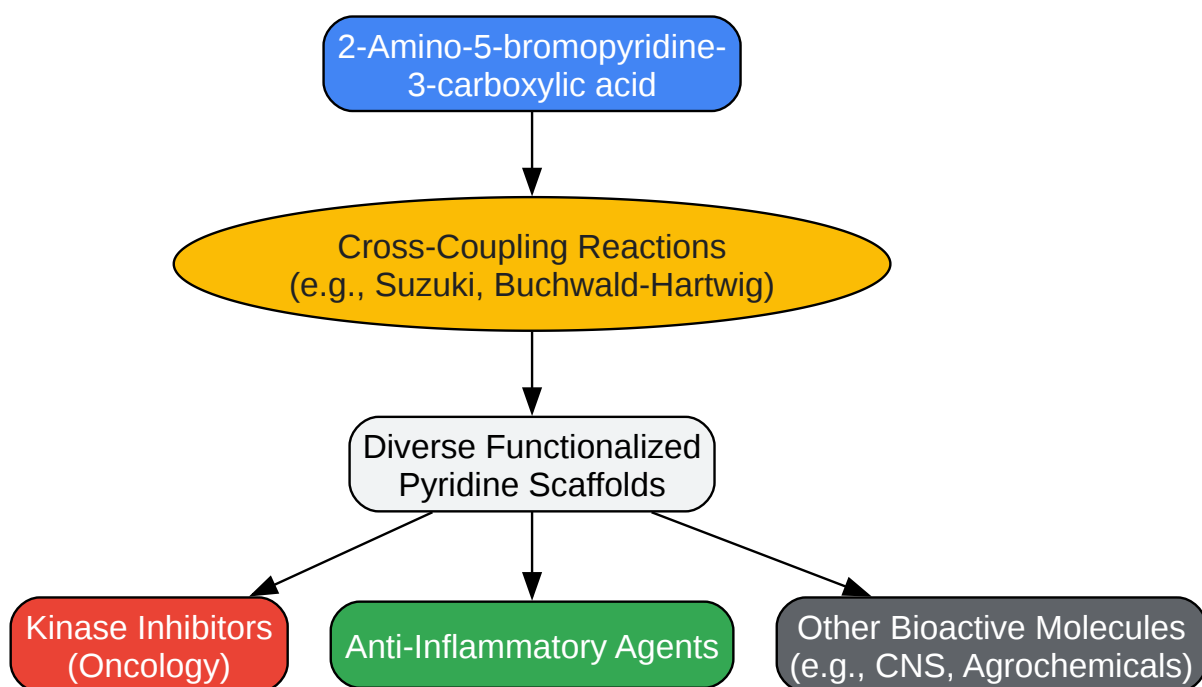 2-Amino-5-bromopyridine-
3-carboxylic acid
Cross-Coupling Reactions
(e.g., Suzuki, Buchwald-Hartwig)
Diverse Functionalized
Pyridine Scaffolds
Kinase Inhibitors
(Oncology)
Anti-Inflammatory Agents
Other Bioactive Molecules
(e.g., CNS, Agrochemicals)